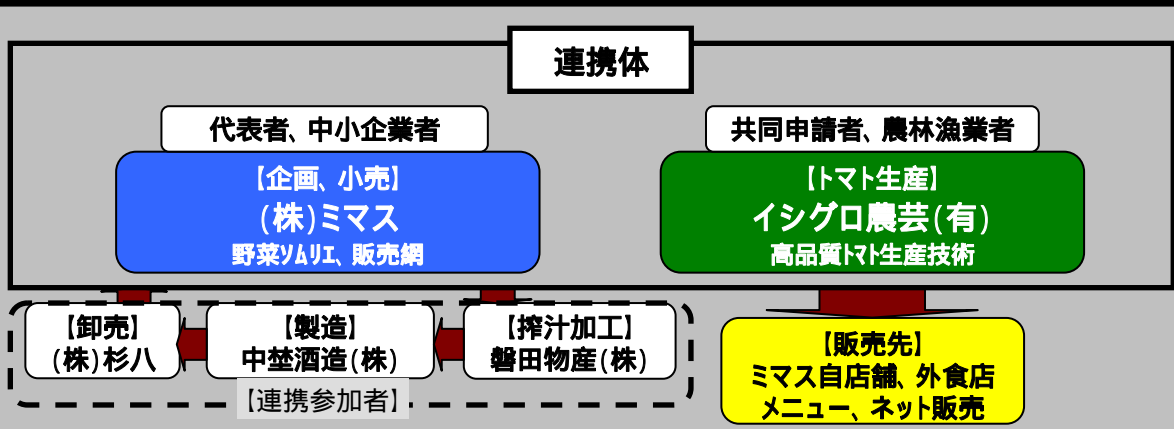 連携体
代表者、中小企業者
【企画、小売】
(株)ミマス
野菜ソムリエ、販売網
共同申請者、農林漁業者
【トマト生産】
イシグロ農芸(有)
高品質トマト生産技術
【卸売】
(株)杉八
【製造】
中埜酒造(株)
【搾汁加工】
磐田物産(株)
【連携参加者】
【販売先】
ミマス自店舗、外食店
メニュー、ネット販売